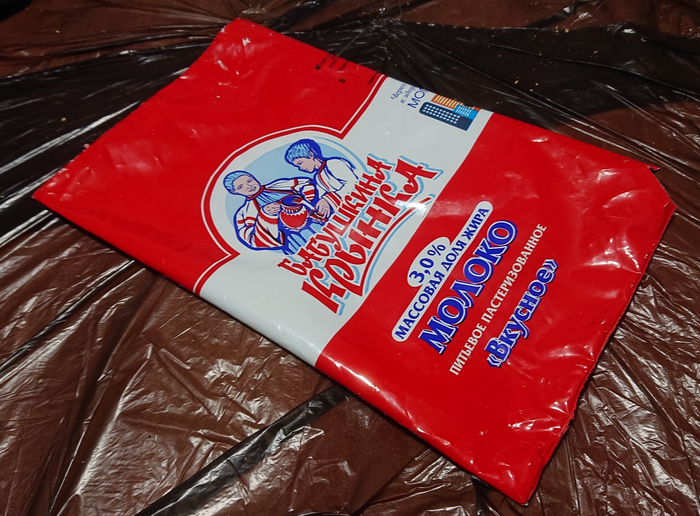 БАБУШКИНА
КРЫНКА
3,0%
МАССОВАЯ ДОЛЯ ЖИРА
МОЛОКО
ПИТЬЕВОЕ ПАСТЕРИЗОВАННОЕ
«Вкусное»